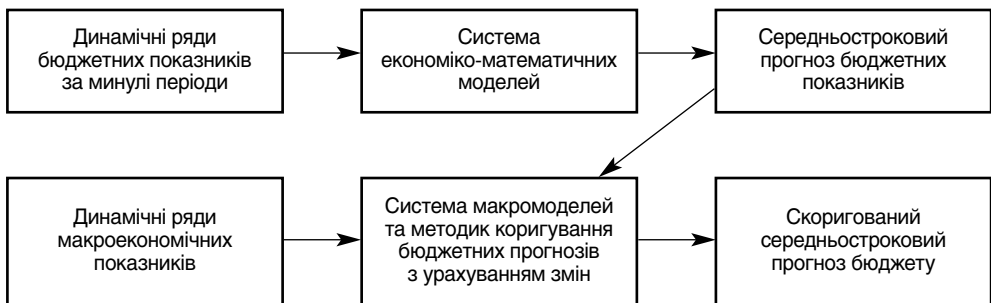 Динамічні ряди
бюджетних показників
за минулі періоди
Система
економіко-математичних
моделей
Середньостроковий
прогноз бюджетних
показників
Динамічні ряди
макроекономічних
показників
Система макромоделей
та методик коригування
бюджетних прогнозів
з урахуванням змін
Скоригований
середньостроковий
прогноз бюджету